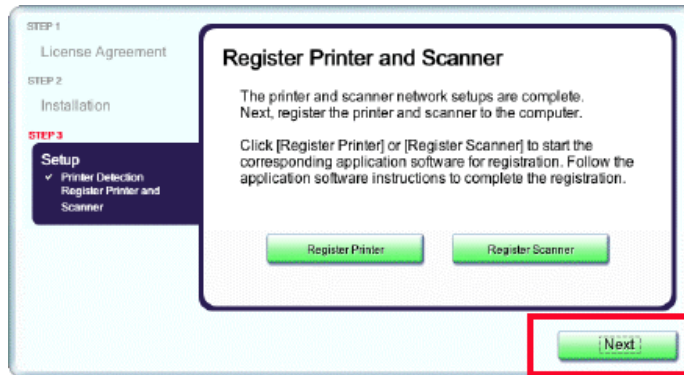 STEP 1
License Agreement
STEP 2
Installation
STEP 3
Setup
Printer Detection
Register Printer and
Scanner
Register Printer and Scanner
The printer and scanner network setups are complete.
Next, register the printer and scanner to the computer.
Click [Register Printer] or [Register Scanner] to start the
corresponding application software for registration. Follow the
application software instructions to complete the registration.
Register Printer
Register Scanner
Next